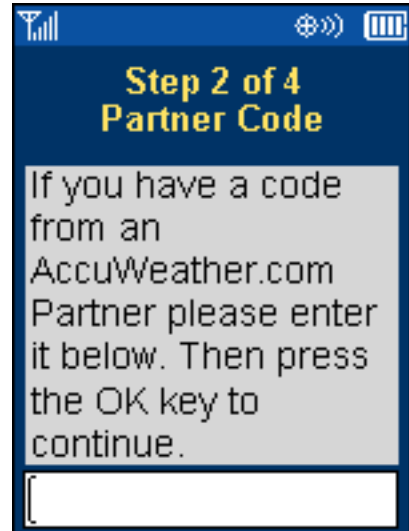 Step 2 of 4
Partner Code
If you have a code
from an
AccuWeather.com
Partner please enter
it below. Then press
the OK key to
continue.